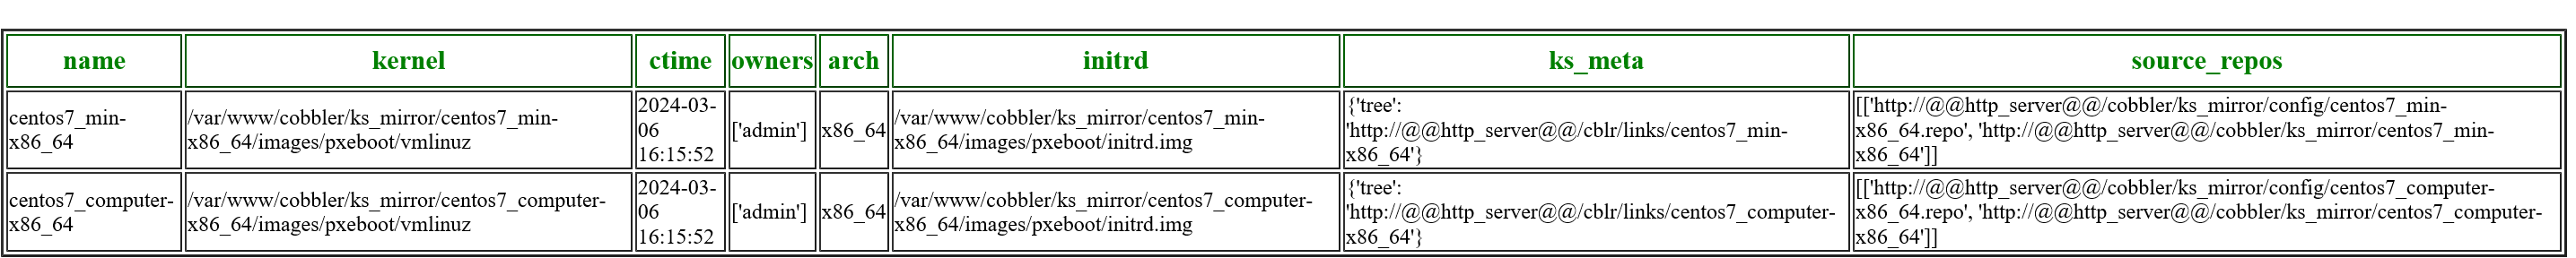 name kernel ctime owners arch initrd ks_meta source_repos
centos7_min-
x86_64
/var/www/cobbler/ks_mirror/centos7_min-
x86_64/images/pxeboot/vmlinuz
2024-03-
06
16:15:52
['admin']
x86_64
/var/www/cobbler/ks_mirror/centos7_min-
x86_64/images/pxeboot/initrd.img
{'tree':
'http://@@http_server@@/cblr/links/centos7_min-
x86_64'}
[['http://@@http_server@@/cobbler/ks_mirror/config/centos7_min-
x86_64.repo', 'http://@@http_server@@/cobbler/ks_mirror/centos7_min-
x86_64']]
centos7_computer-
x86_64
/var/www/cobbler/ks_mirror/centos7_computer-
x86_64/images/pxeboot/vmlinuz
2024-03-
06
16:15:52
['admin']
x86_64
/var/www/cobbler/ks_mirror/centos7_computer-
x86_64/images/pxeboot/initrd.img
{'tree':
'http://@@http_server@@/cblr/links/centos7_computer-
x86_64'}
[['http://@@http_server@@/cobbler/ks_mirror/config/centos7_computer-
x86_64.repo', 'http://@@http_server@@/cobbler/ks_mirror/centos7_computer-
x86_64']]